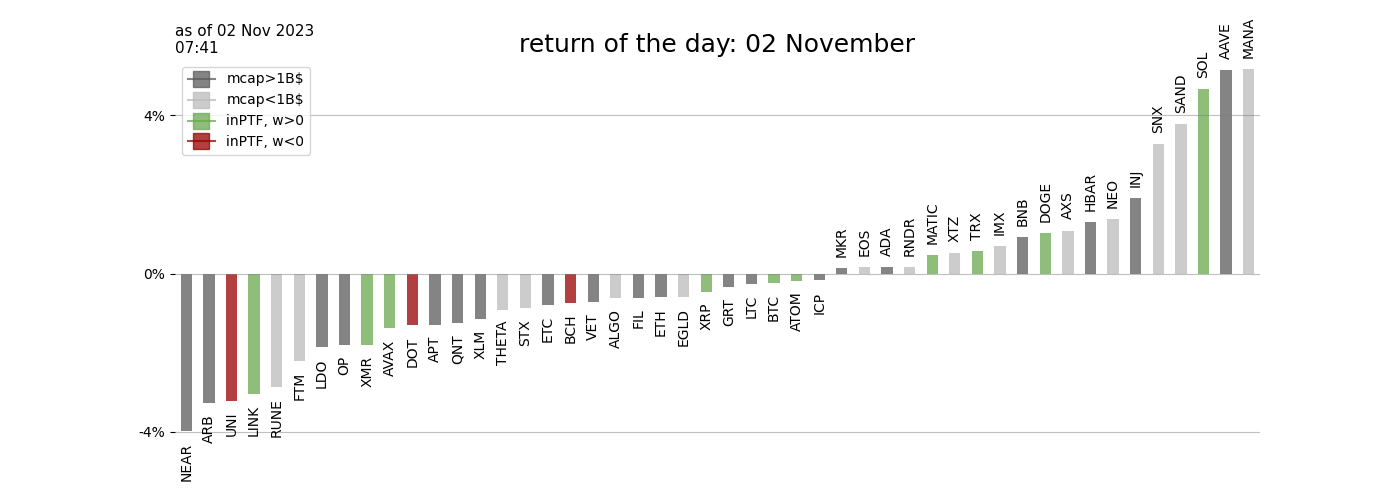 as of 02 Nov 2023
07:41
return of the day: 02 November
mcap>1B$
mcap<1B$
inPTF, w>0
inPTF, w<0
4%
0%
-4%
NEAR
ARB
UNI
LINK
RUNE
FTM
LDO
OP
XMR
AVAX
DOT
APT
QNT
XLM
THETA
STX
ETC
BCH
VET
ALGO
FIL
ETH
EGLD
XRP
GRT
LTC
BTC
ATOM
ICP
MKR
EOS
ADA
RNDR
MATIC
XTZ
TRX
IMX
BNB
DOGE
AXS
HBAR
NEO
INJ
SNX
SAND
SOL
AAVE
MANA